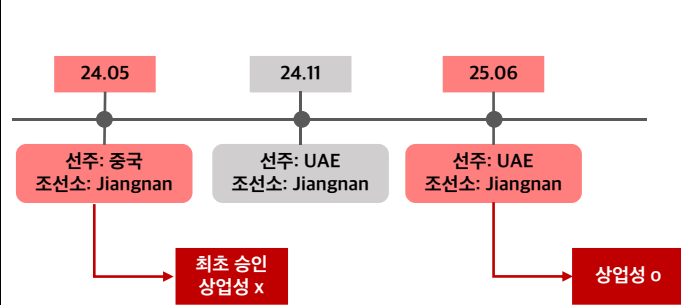 24.05
24.11
25.06
선주: 중국
조선소: Jiangnan
선주: UAE
조선소: Jiangnan
선주: UAE
조선소: Jiangnan
최초 승인
상업성 x
상업성 o